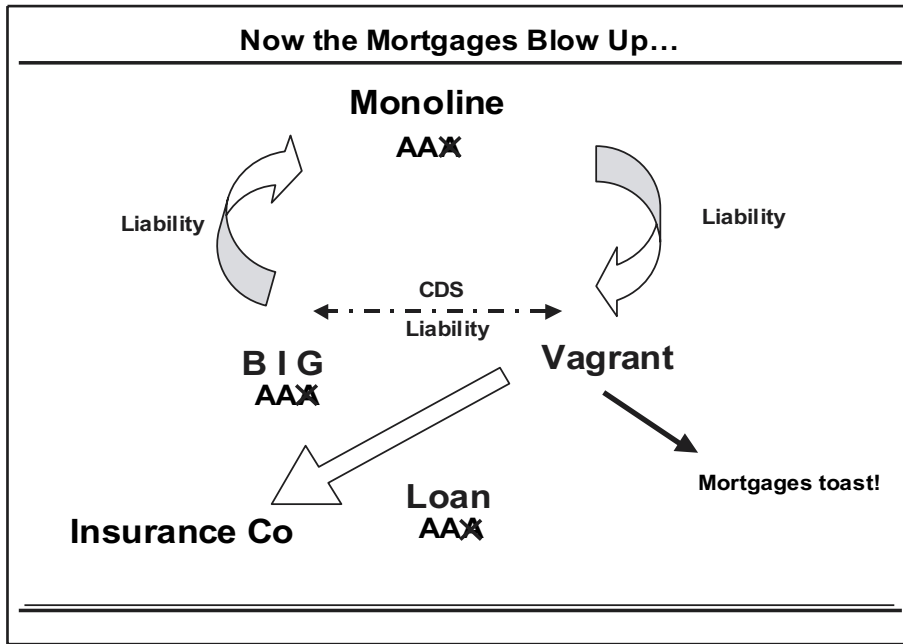 Now the Mortgages Blow Up…
Monoline
AAA
Liability
Liability
CDS
Liability
B I G
AAA
Vagrant
Mortgages toast!
Loan
AAA
Insurance Co